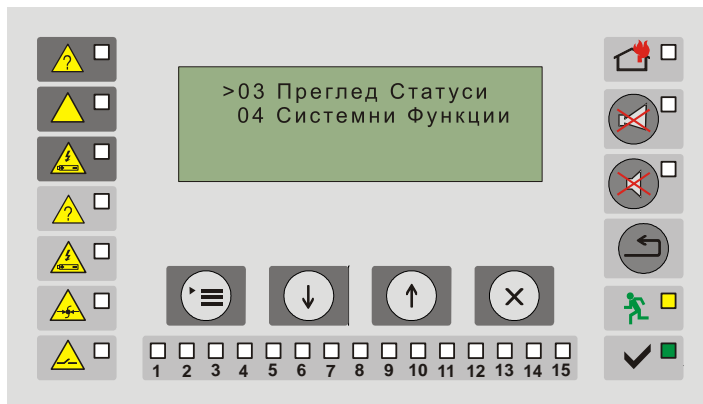 >03 Преглед Статуси
04 Системни Функции
1 2 3 4 5 6 7 8 9 10 11 12 13 14 15